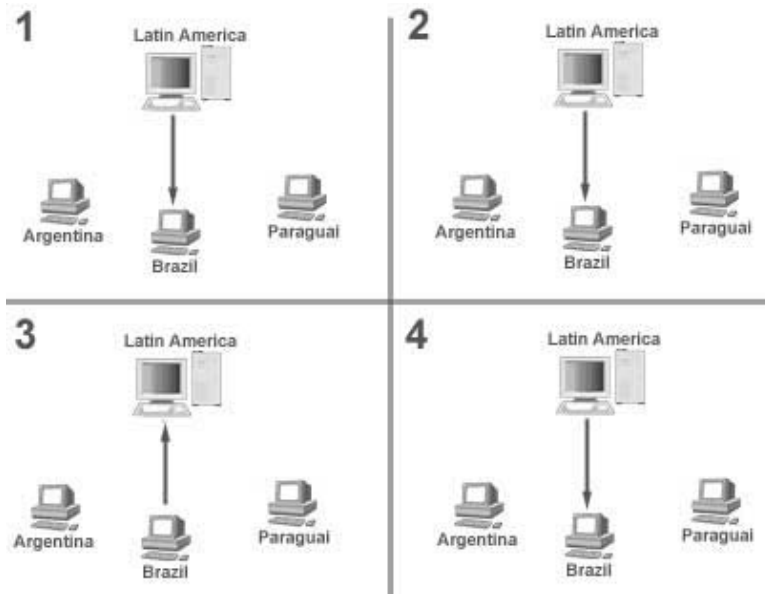 1
Latin America
Argentina
Brazil
Paraguai
2
Latin America
Argentina
Brazil
Paraguai
3
Latin America
Argentina
Brazil
Paraguai
4
Latin America
Argentina
Brazil
Paraguai